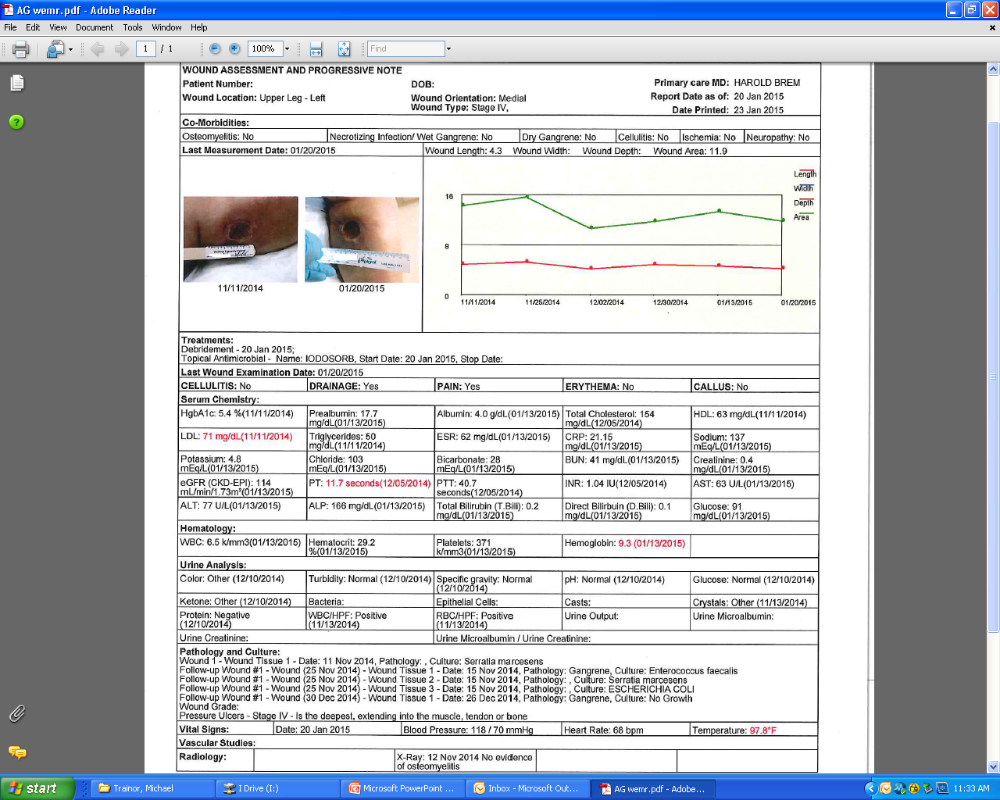 AG wemr.pdf - Adobe Reader
File Edit View Document Tools Window Help
1 / 1 100% Find
WOUND ASSESSMENT AND PROGRESSIVE NOTE
Patient Number: DOB: Primary care MD: HAROLD BREM
Wound Location: Upper Leg - Left Wound Orientation: Medial Report Date as of: 20 Jan 2015
Wound Type: Stage IV, Date Printed: 23 Jan 2015
Co-Morbidities:
Osteomyelitis: No Necrotizing Infection/ Wet Gangrene: No Dry Gangrene: No Cellulitis: No Ischemia: No Neuropathy: No
Last Measurement Date: 01/20/2015 Wound Length: 4.3 Wound Width: Wound Depth: Wound Area: 11.9
Length
Width
Depth
Area
16
8
0
11/11/2014 11/25/2014 12/02/2014 12/30/2014 01/13/2015 01/20/2015
11/11/2014 01/20/2015
Treatments:
Debridement - 20 Jan 2015;
Topical Antimicrobial - Name: IODOSORB, Start Date: 20 Jan 2015, Stop Date:
Last Wound Examination Date: 01/20/2015
CELLULITIS: No DRAINAGE: Yes PAIN: Yes ERYTHEMA: No CALLUS: No
Serum Chemistry:
HgbA1c: 5.4 %(11/11/2014) Prealbumin: 17.7 Albumin: 4.0 g/dL(01/13/2015) Total Cholesterol: 154 HDL: 63 mg/dL(11/11/2014)
mg/dL(01/13/2015) mg/dL(12/05/2014)
LDL: 71 mg/dL(11/11/2014) Triglycerides: 50 ESR: 62 mg/dL(01/13/2015) CRP: 21.15 Sodium: 137
mg/dL(11/11/2014) mg/dL(01/13/2015) mEq/L(01/13/2015)
Potassium: 4.8 Chloride: 103 Bicarbonate: 28 BUN: 41 mg/dL(01/13/2015) Creatinine: 0.4
mEq/L(01/13/2015) mEq/L(01/13/2015) mEq/L(01/13/2015) mg/dL(01/13/2015)
eGFR (CKD-EPI): 114 PT: 11.7 seconds(12/05/2014) PTT: 40.7 INR: 1.04 IU(12/05/2014) AST: 63 U/L(01/13/2015)
mL/min/1.73m²(01/13/2015) seconds(12/05/2014)
ALT: 77 U/L(01/13/2015) ALP: 166 mg/dL(01/13/2015) Total Bilirubin (T.Bili): 0.2 Direct Bilirbuin (D.Bili): 0.1 Glucose: 91
mg/dL(01/13/2015) mg/dL(01/13/2015) mg/dL(01/13/2015)
Hematology:
WBC: 6.5 k/mm3(01/13/2015) Hematocrit: 29.2 Platelets: 371 Hemoglobin: 9.3 (01/13/2015)
%(01/13/2015) k/mm3(01/13/2015)
Urine Analysis:
Color: Other (12/10/2014) Turbidity: Normal (12/10/2014) Specific gravity: Normal pH: Normal (12/10/2014) Glucose: Normal (12/10/2014)
(12/10/2014)
Ketone: Other (12/10/2014) Bacteria: Epithelial Cells: Casts: Crystals: Other (11/13/2014)
Protein: Negative WBC/HPF: Positive RBC/HPF: Positive Urine Output: Urine Microalbumin:
(12/10/2014) (11/13/2014) (11/13/2014)
Urine Creatinine: Urine Microalbumin / Urine Creatinine:
Pathology and Culture:
Wound 1 - Wound Tissue 1 - Date: 11 Nov 2014, Pathology: , Culture: Serratia marcesens
Follow-up Wound #1 - Wound (25 Nov 2014) - Wound Tissue 1 - Date: 15 Nov 2014, Pathology: Gangrene, Culture: Enterococcus faecalis
Follow-up Wound #1 - Wound (25 Nov 2014) - Wound Tissue 2 - Date: 15 Nov 2014, Pathology: , Culture: Serratia marcesens
Follow-up Wound #1 - Wound (25 Nov 2014) - Wound Tissue 3 - Date: 15 Nov 2014, Pathology: , Culture: ESCHERICHIA COLI
Follow-up Wound #1 - Wound (30 Dec 2014) - Wound Tissue 1 - Date: 26 Dec 2014, Pathology: Gangrene, Culture: No Growth
Wound Grade:
Pressure Ulcers - Stage IV - Is the deepest, extending into the muscle, tendon or bone
Vital Signs: Date: 20 Jan 2015 Blood Pressure: 118 / 70 mmHg Heart Rate: 68 bpm Temperature: 97.8°F
Vascular Studies:
Radiology: X-Ray: 12 Nov 2014 No evidence
of osteomyelitis
start Trainor, Michael I Drive (I:) Microsoft PowerPoint ... Inbox - Microsoft Out... AG wemr.pdf - Adobe... 11:33 AM